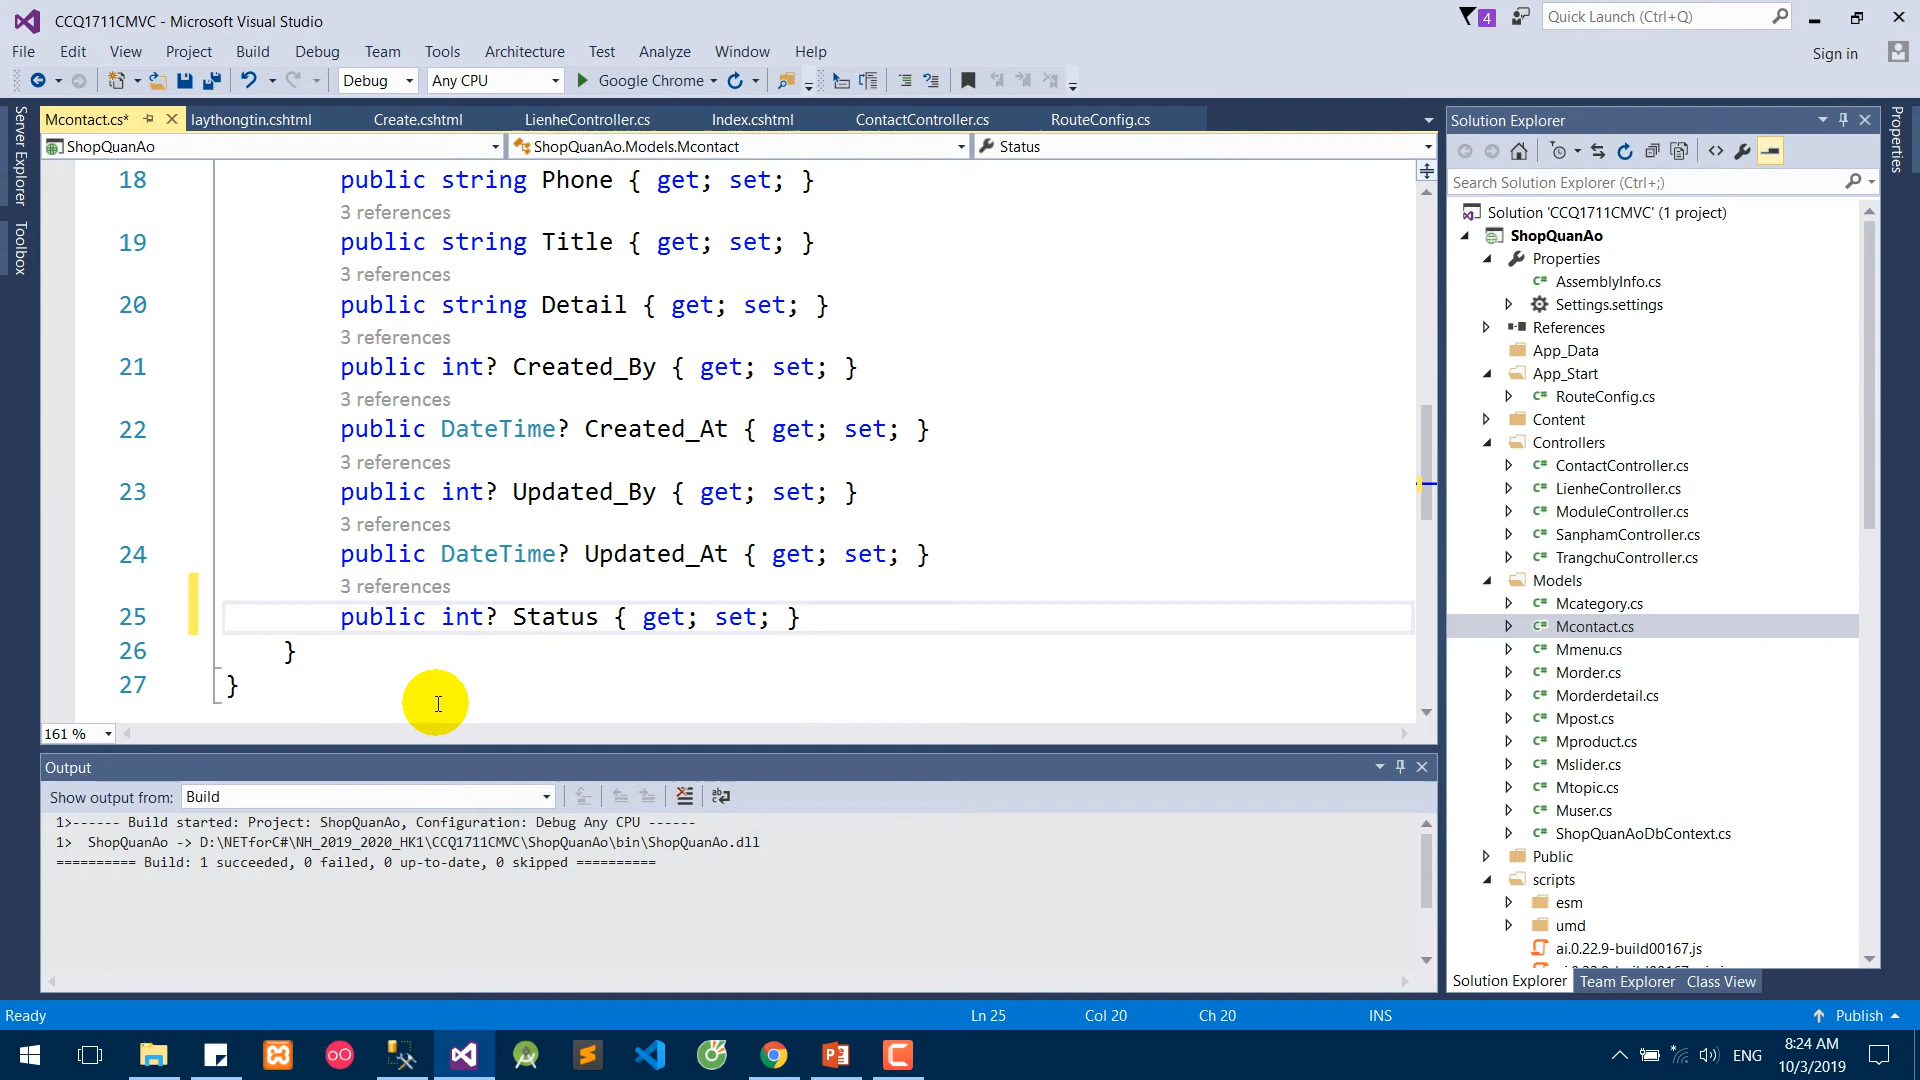 CCQ1711CMVC - Microsoft Visual Studio
4
Quick Launch (Ctrl+Q)
File Edit View Project Build Debug Team Tools Architecture Test Analyze Window Help
Sign in
Debug Any CPU Google Chrome
Server Explorer
Toolbox
Mcontact.cs* laythongtin.cshtml Create.cshtml LienheController.cs Index.cshtml ContactController.cs RouteConfig.cs
ShopQuanAo ShopQuanAo.Models.Mcontact Status
18 public string Phone { get; set; }
3 references
19 public string Title { get; set; }
3 references
20 public string Detail { get; set; }
3 references
21 public int? Created_By { get; set; }
3 references
22 public DateTime? Created_At { get; set; }
3 references
23 public int? Updated_By { get; set; }
3 references
24 public DateTime? Updated_At { get; set; }
3 references
25 public int? Status { get; set; }
26 }
27 }
161 %
Output
Show output from: Build
1>------ Build started: Project: ShopQuanAo, Configuration: Debug Any CPU ------
1> ShopQuanAo -> D:\NETforC#\NH_2019_2020_HK1\CCQ1711CMVC\ShopQuanAo\bin\ShopQuanAo.dll
========== Build: 1 succeeded, 0 failed, 0 up-to-date, 0 skipped ==========
Solution Explorer
Search Solution Explorer (Ctrl+;)
Solution 'CCQ1711CMVC' (1 project)
ShopQuanAo
Properties
C# AssemblyInfo.cs
Settings.settings
References
App_Data
App_Start
C# RouteConfig.cs
Content
Controllers
C# ContactController.cs
C# LienheController.cs
C# ModuleController.cs
C# SanphamController.cs
C# TrangchuController.cs
Models
C# Mcategory.cs
C# Mcontact.cs
C# Mmenu.cs
C# Morder.cs
C# Morderdetail.cs
C# Mpost.cs
C# Mproduct.cs
C# Mslider.cs
C# Mtopic.cs
C# Muser.cs
C# ShopQuanAoDbContext.cs
Public
scripts
esm
umd
ai.0.22.9-build00167.js
Solution Explorer Team Explorer Class View
Properties
Ready Ln 25 Col 20 Ch 20 INS Publish
ENG
8:24 AM
10/3/2019